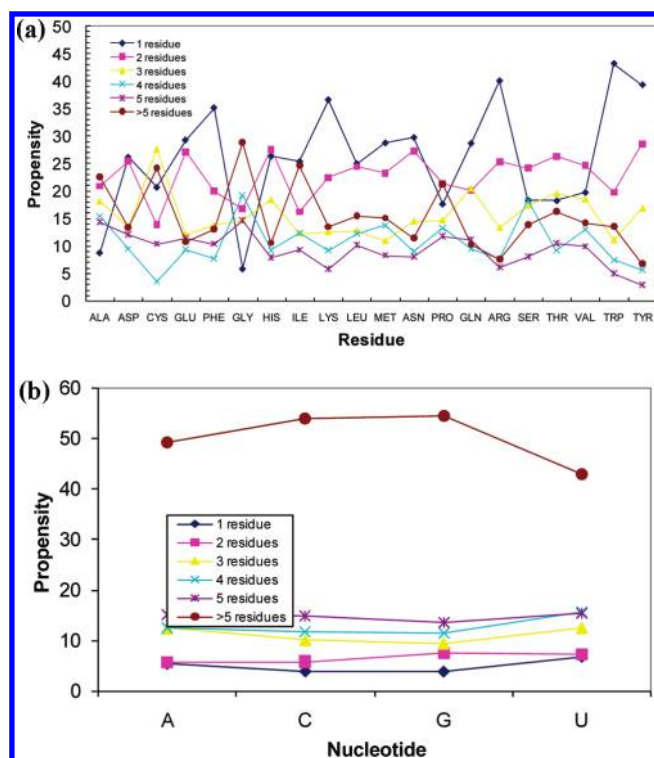 (a)
50
45
40
35
30
25
20
15
10
5
0
Propensity
1 residue
2 residues
3 residues
4 residues
5 residues
>5 residues
ALA ASP CYS GLU PHE GLY HIS ILE LYS LEU MET ASN PRO GLN ARG SER THR VAL TRP TYR
Residue
(b)
60
50
40
30
20
10
0
Propensity
1 residue
2 residues
3 residues
4 residues
5 residues
>5 residues
A C G U
Nucleotide